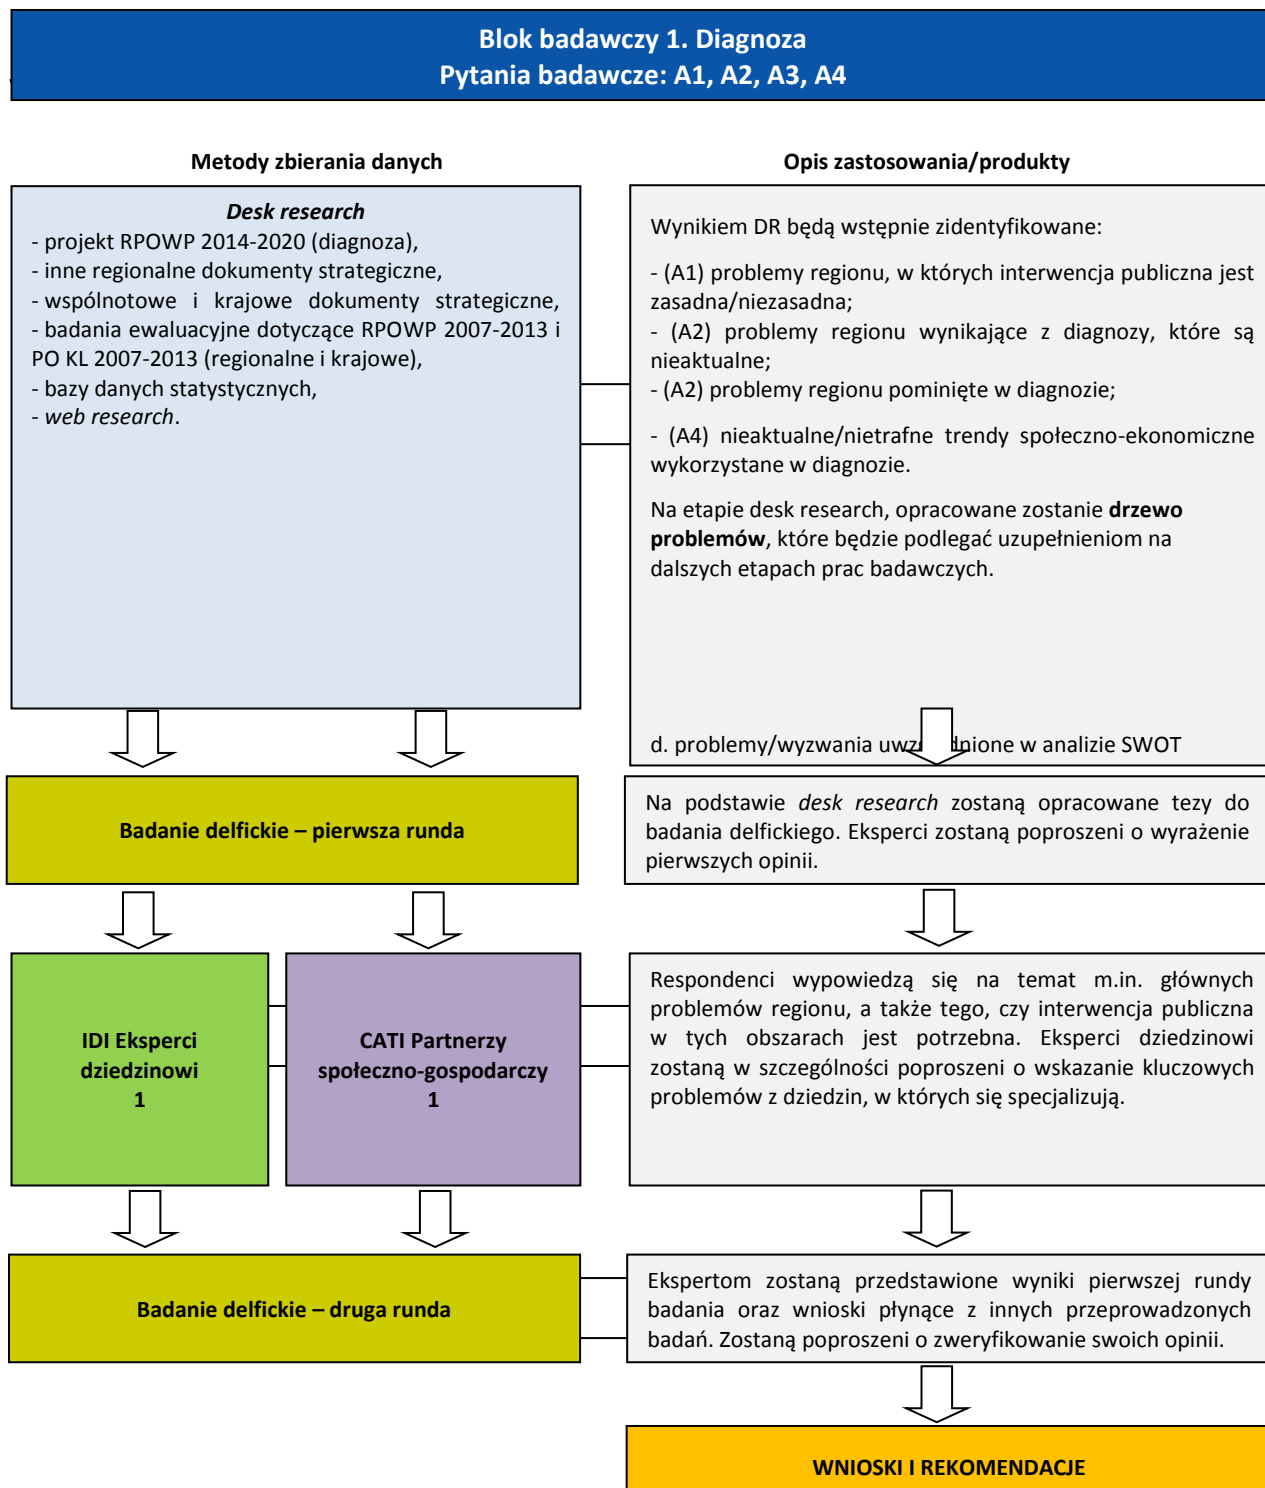 Blok badawczy 1. Diagnoza
Pytania badawcze: A1, A2, A3, A4
Metody zbierania danych
Opis zastosowania/produkty
Desk research
- projekt RPOWP 2014-2020 (diagnoza),
- inne regionalne dokumenty strategiczne,
- wspólnotowe i krajowe dokumenty strategiczne,
- badania ewaluacyjne dotyczące RPOWP 2007-2013 i
PO KL 2007-2013 (regionalne i krajowe),
- bazy danych statystycznych,
- web research.
Wynikiem DR będą wstępnie zidentyfikowane:
- (A1) problemy regionu, w których interwencja publiczna jest
zasadna/niezasadna;
- (A2) problemy regionu wynikające z diagnozy, które są
nieaktualne;
- (A2) problemy regionu pominięte w diagnozie;
- (A4) nieaktualne/nietrafne trendy społeczno-ekonomiczne
wykorzystane w diagnozie.
Na etapie desk research, opracowane zostanie drzewo
problemów, które będzie podlegać uzupełnieniom na
dalszych etapach prac badawczych.
d. problemy/wyzwania w analizie SWOT
Badanie delfickie – pierwsza runda
Na podstawie desk research zostaną opracowane tezy do
badania delfickiego. Eksperci zostaną poproszeni o wyrażenie
pierwszych opinii.
IDI Eksperci
dziedzinowi
1
CATI Partnerzy
społeczno-gospodarczy
1
Respondenci wypowiedzą się na temat m.in. głównych
problemów regionu, a także tego, czy interwencja publiczna
w tych obszarach jest potrzebna. Eksperci dziedzinowi
zostaną w szczególności poproszeni o wskazanie kluczowych
problemów z dziedzin, w których się specjalizują.
Badanie delfickie – druga runda
Ekspertom zostaną przedstawione wyniki pierwszej rundy
badania oraz wnioski płynące z innych przeprowadzonych
badań. Zostaną poproszeni o zweryfikowanie swoich opinii.
WNIOSKI I REKOMENDACJE